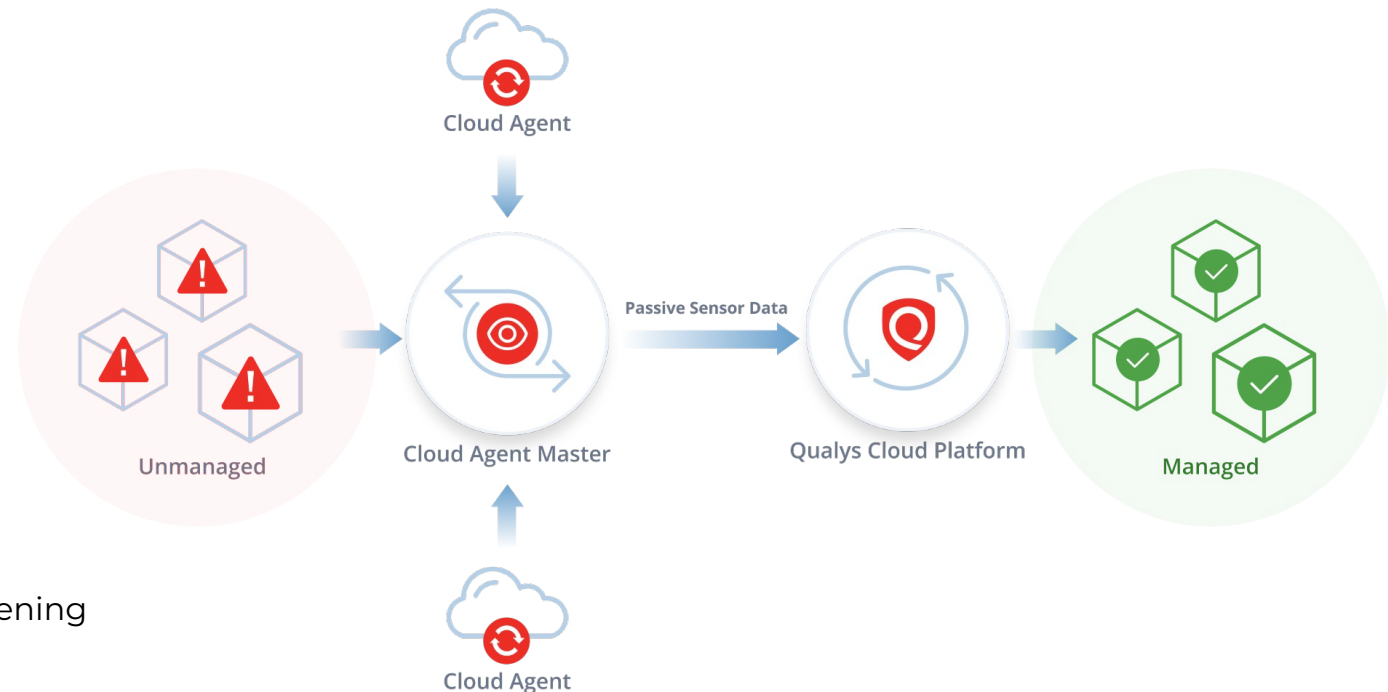 Cloud Agent
Passive Sensor Data
Unmanaged
Cloud Agent Master
Qualys Cloud Platform
Managed
ening
Cloud Agent